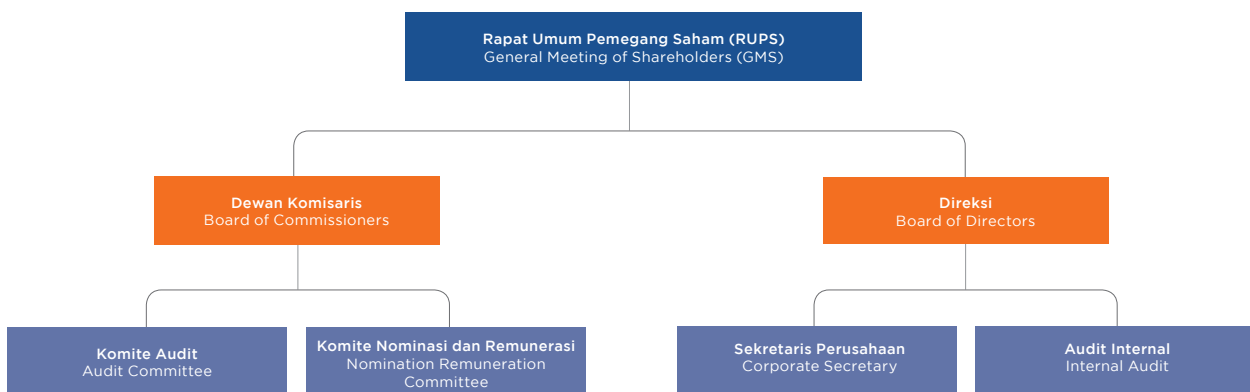 Rapat Umum Pemegang Saham (RUPS)
General Meeting of Shareholders (GMS)
Dewan Komisaris
Board of Commissioners
Direksi
Board of Directors
Komite Audit
Audit Committee
Komite Nominasi dan Remunerasi
Nomination Remuneration
Committee
Sekretaris Perusahaan
Corporate Secretary
Audit Internal
Internal Audit